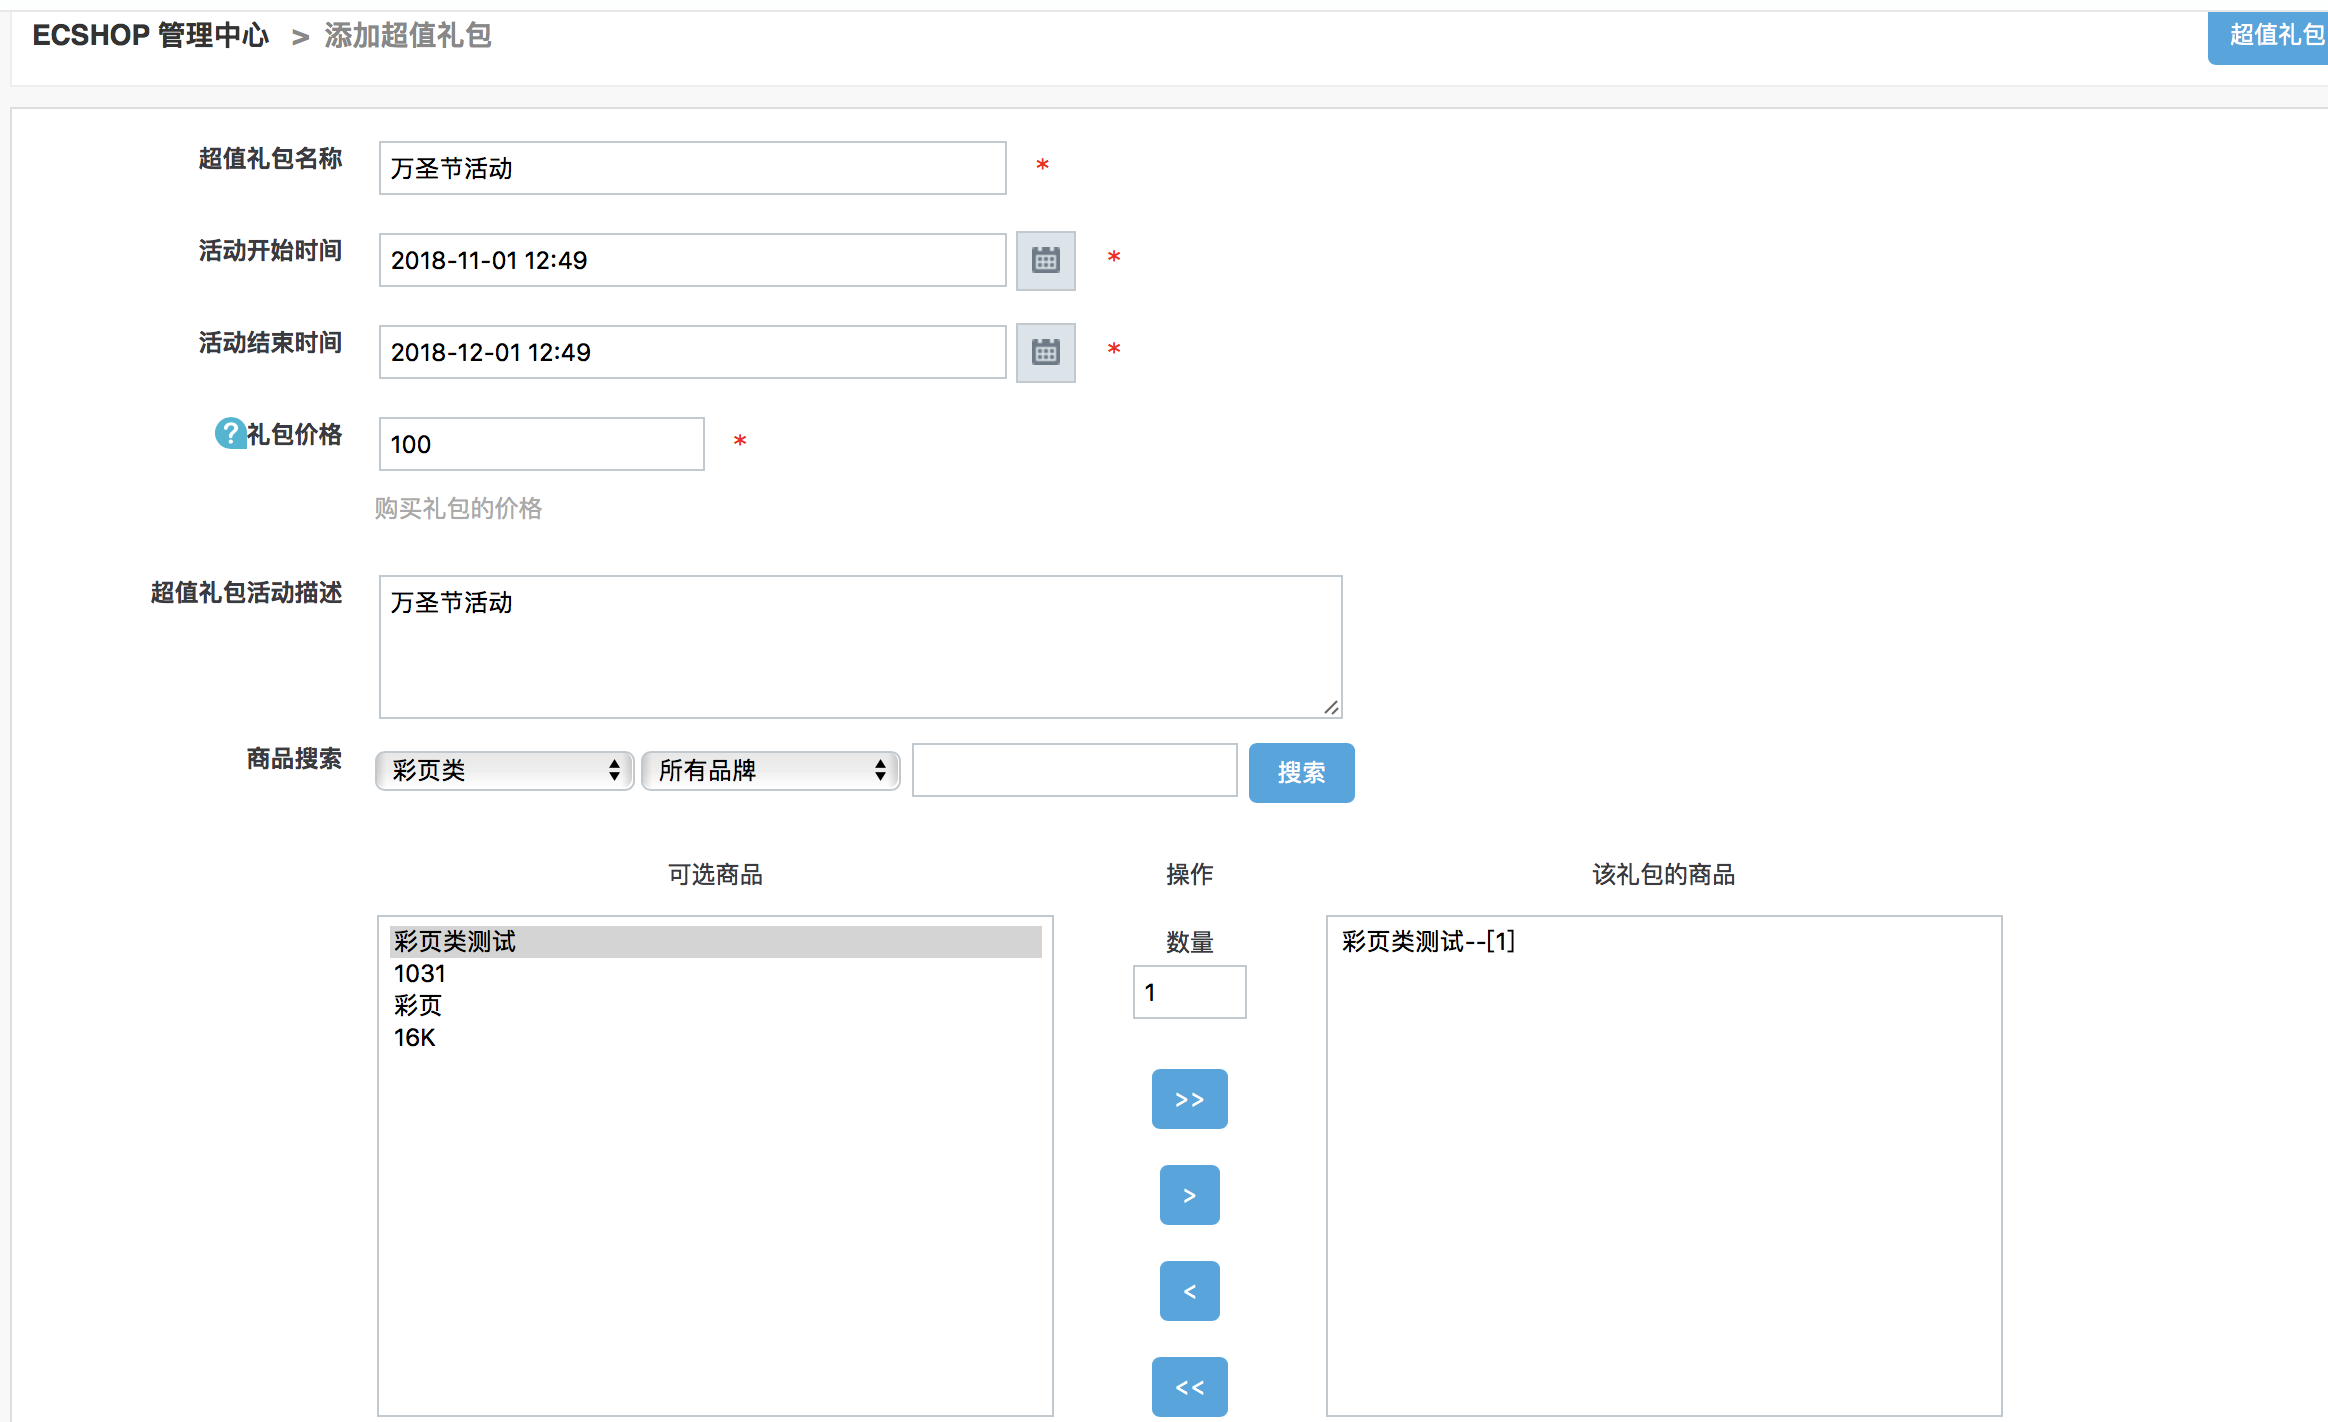 ECSHOP 管理中心 > 添加超值礼包
超值礼包
超值礼包名称 万圣节活动 *
活动开始时间 2018-11-01 12:49 *
活动结束时间 2018-12-01 12:49 *
?礼包价格 100 *
购买礼包的价格
超值礼包活动描述 万圣节活动
商品搜索 彩页类 所有品牌 搜索
可选商品 操作 该礼包的商品
彩页类测试 数量 彩页类测试--[1]
1031
1
彩页
16K
>>
>
<
<<